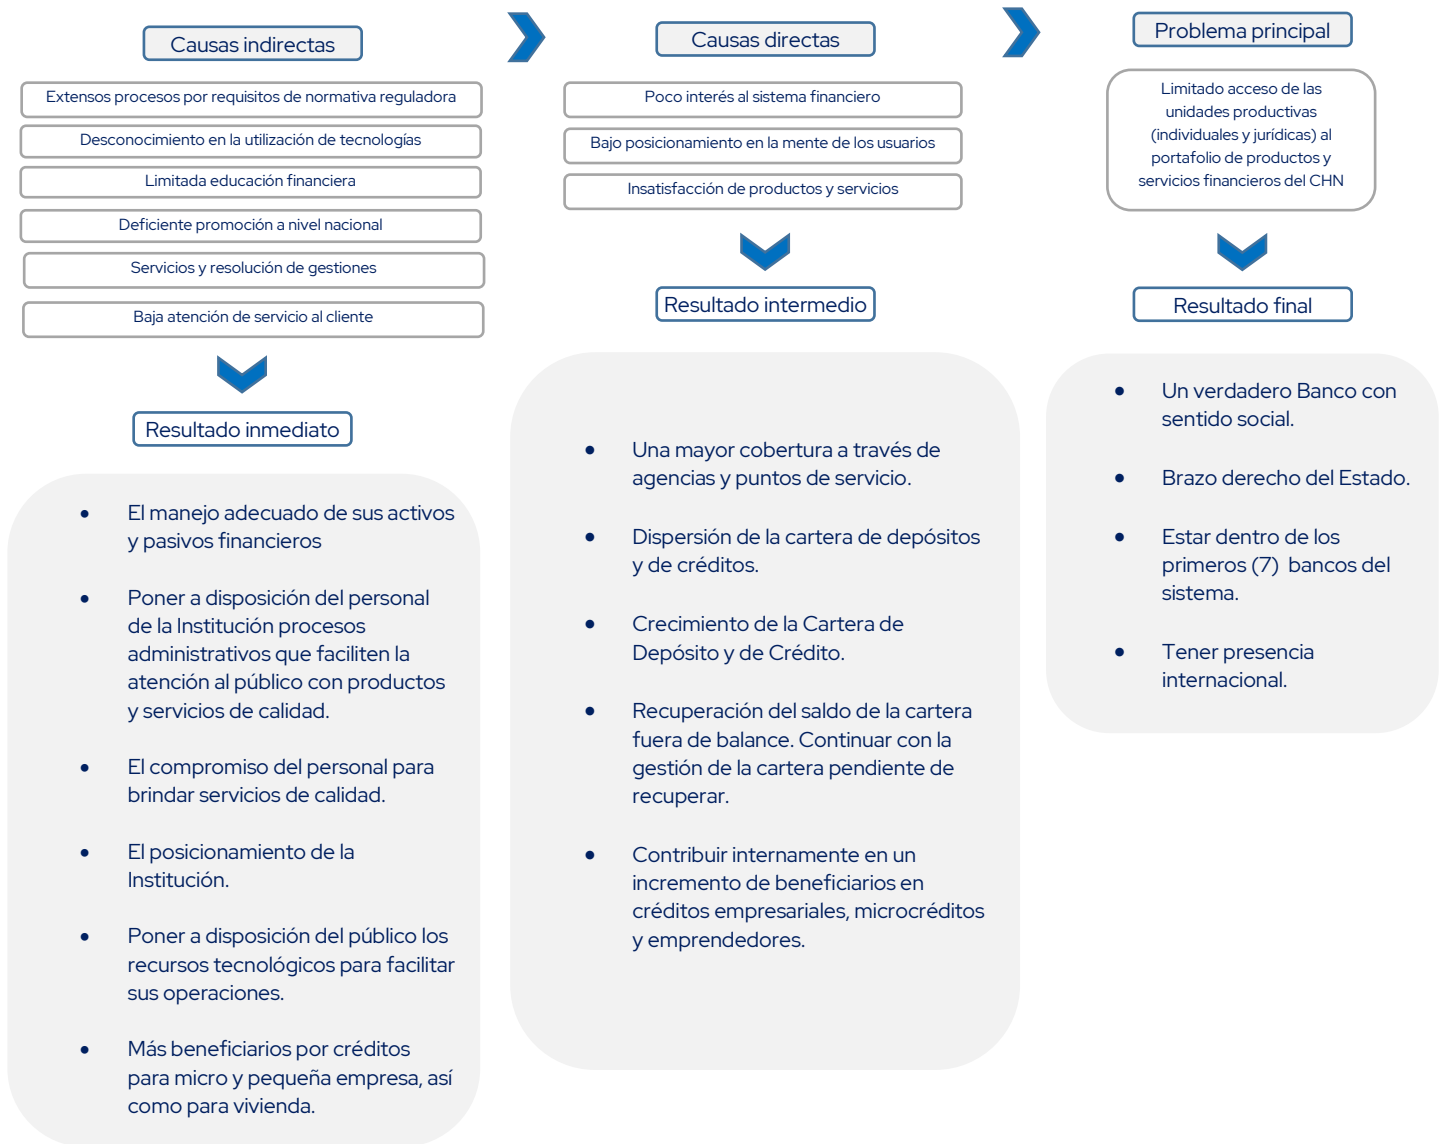 Causas indirectas
Extensos procesos por requisitos de normativa reguladora
Desconocimiento en la utilización de tecnologías
Limitada educación financiera
Deficiente promoción a nivel nacional
Servicios y resolución de gestiones
Baja atención de servicio al cliente
Resultado inmediato
• El manejo adecuado de sus activos
y pasivos financieros
• Poner a disposición del personal
de la Institución procesos
administrativos que faciliten la
atención al público con productos
y servicios de calidad.
• El compromiso del personal para
brindar servicios de calidad.
• El posicionamiento de la
Institución.
• Poner a disposición del público los
recursos tecnológicos para facilitar
sus operaciones.
• Más beneficiarios por créditos
para micro y pequeña empresa, así
como para vivienda.
Causas directas
Poco interés al sistema financiero
Bajo posicionamiento en la mente de los usuarios
Insatisfacción de productos y servicios
Resultado intermedio
• Una mayor cobertura a través de
agencias y puntos de servicio.
• Dispersión de la cartera de depósitos
y de créditos.
• Crecimiento de la Cartera de
Depósito y de Crédito.
• Recuperación del saldo de la cartera
fuera de balance. Continuar con la
gestión de la cartera pendiente de
recuperar.
• Contribuir internamente en un
incremento de beneficiarios en
créditos empresariales, microcréditos
y emprendedores.
Problema principal
Limitado acceso de las
unidades productivas
(individuales y jurídicas) al
portafolio de productos y
servicios financieros del CHN
Resultado final
• Un verdadero Banco con
sentido social.
• Brazo derecho del Estado.
• Estar dentro de los
primeros (7) bancos del
sistema.
• Tener presencia
internacional.